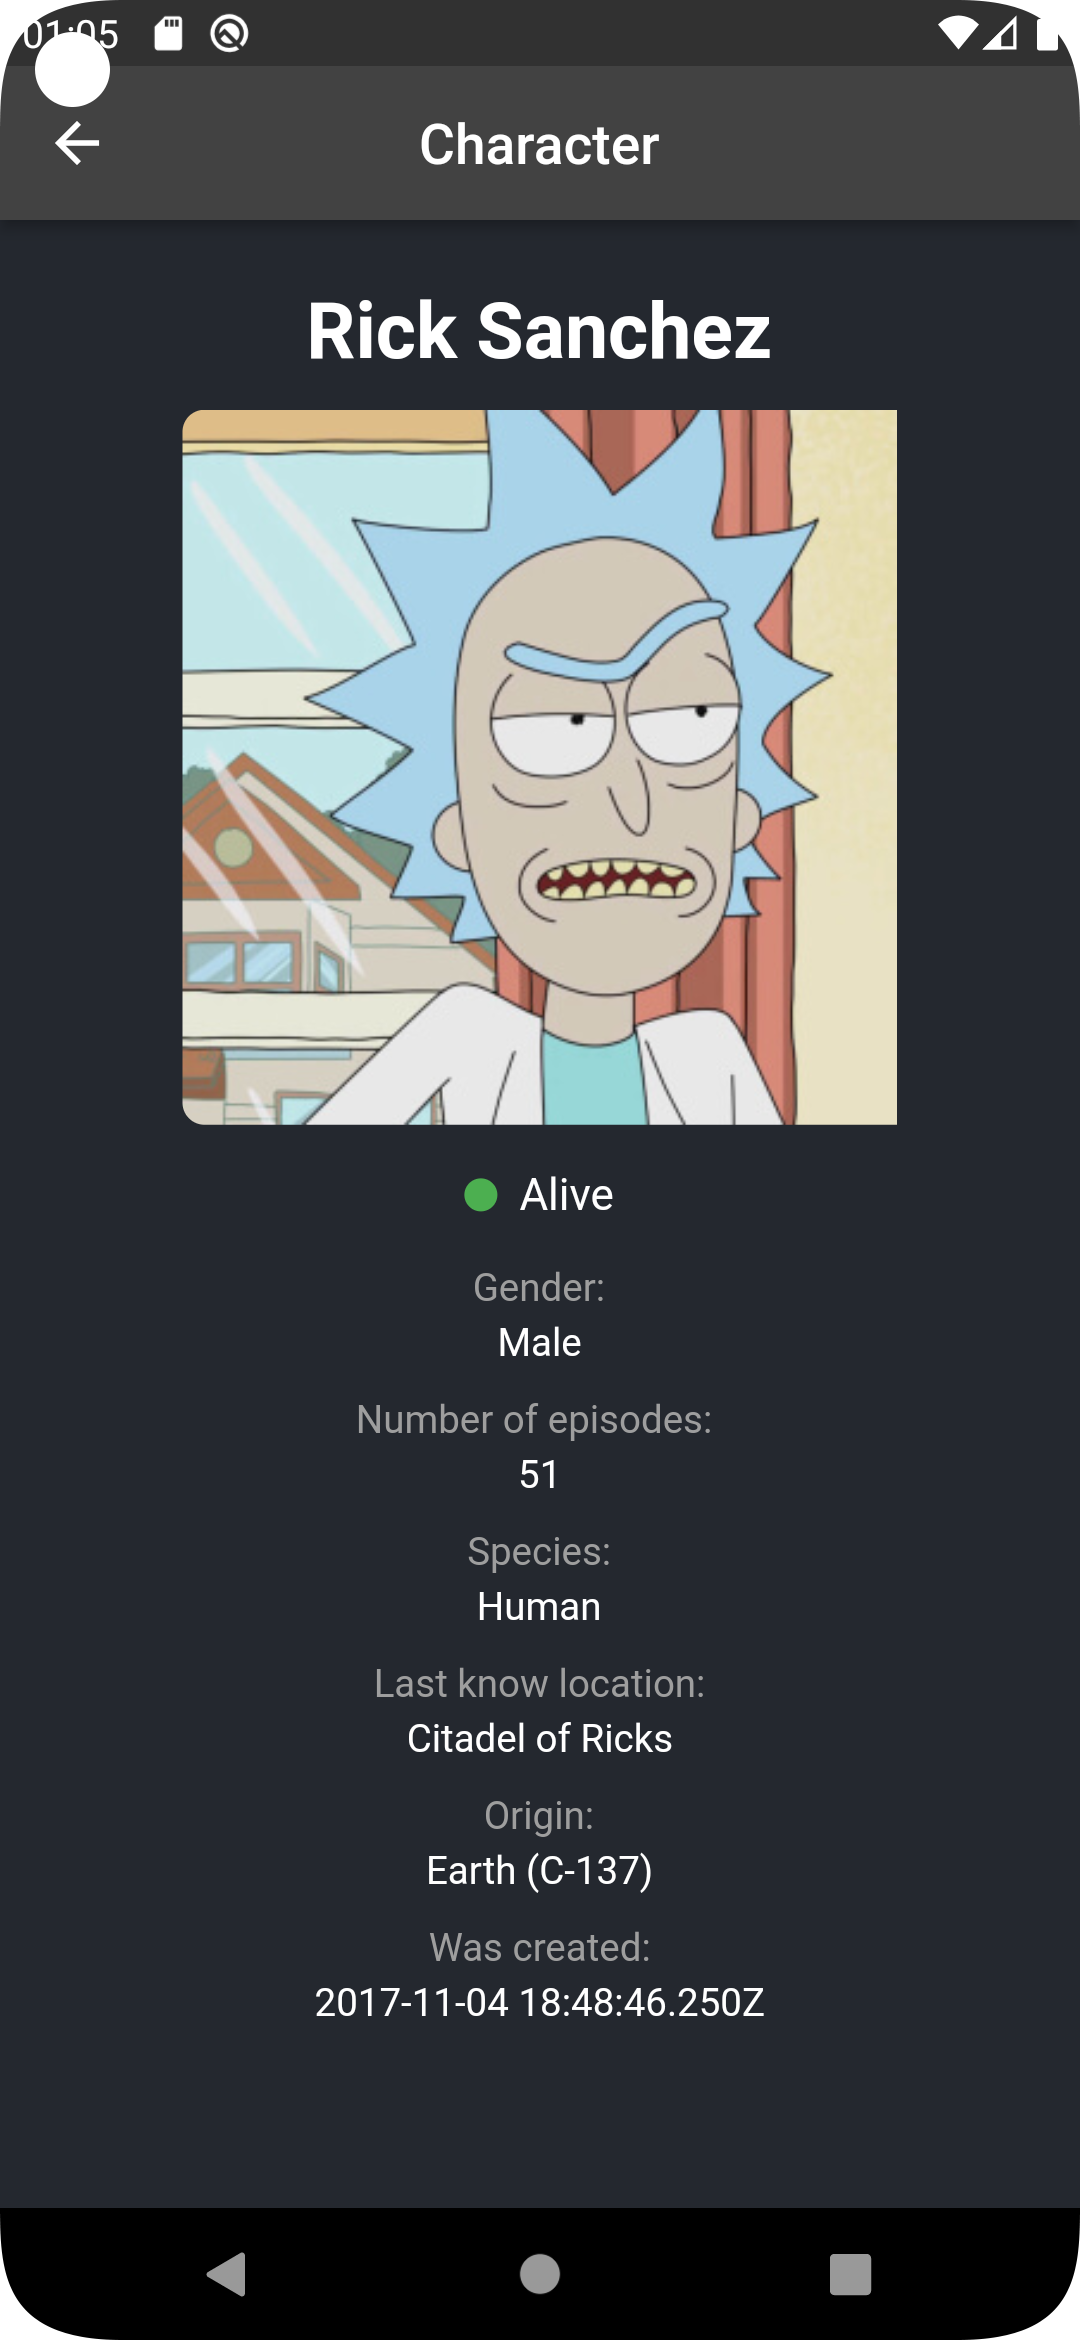 01:05
Character
Rick Sanchez
Alive
Gender:
Male
Number of episodes:
51
Species:
Human
Last know location:
Citadel of Ricks
Origin:
Earth (C-137)
Was created:
2017-11-04 18:48:46.250Z